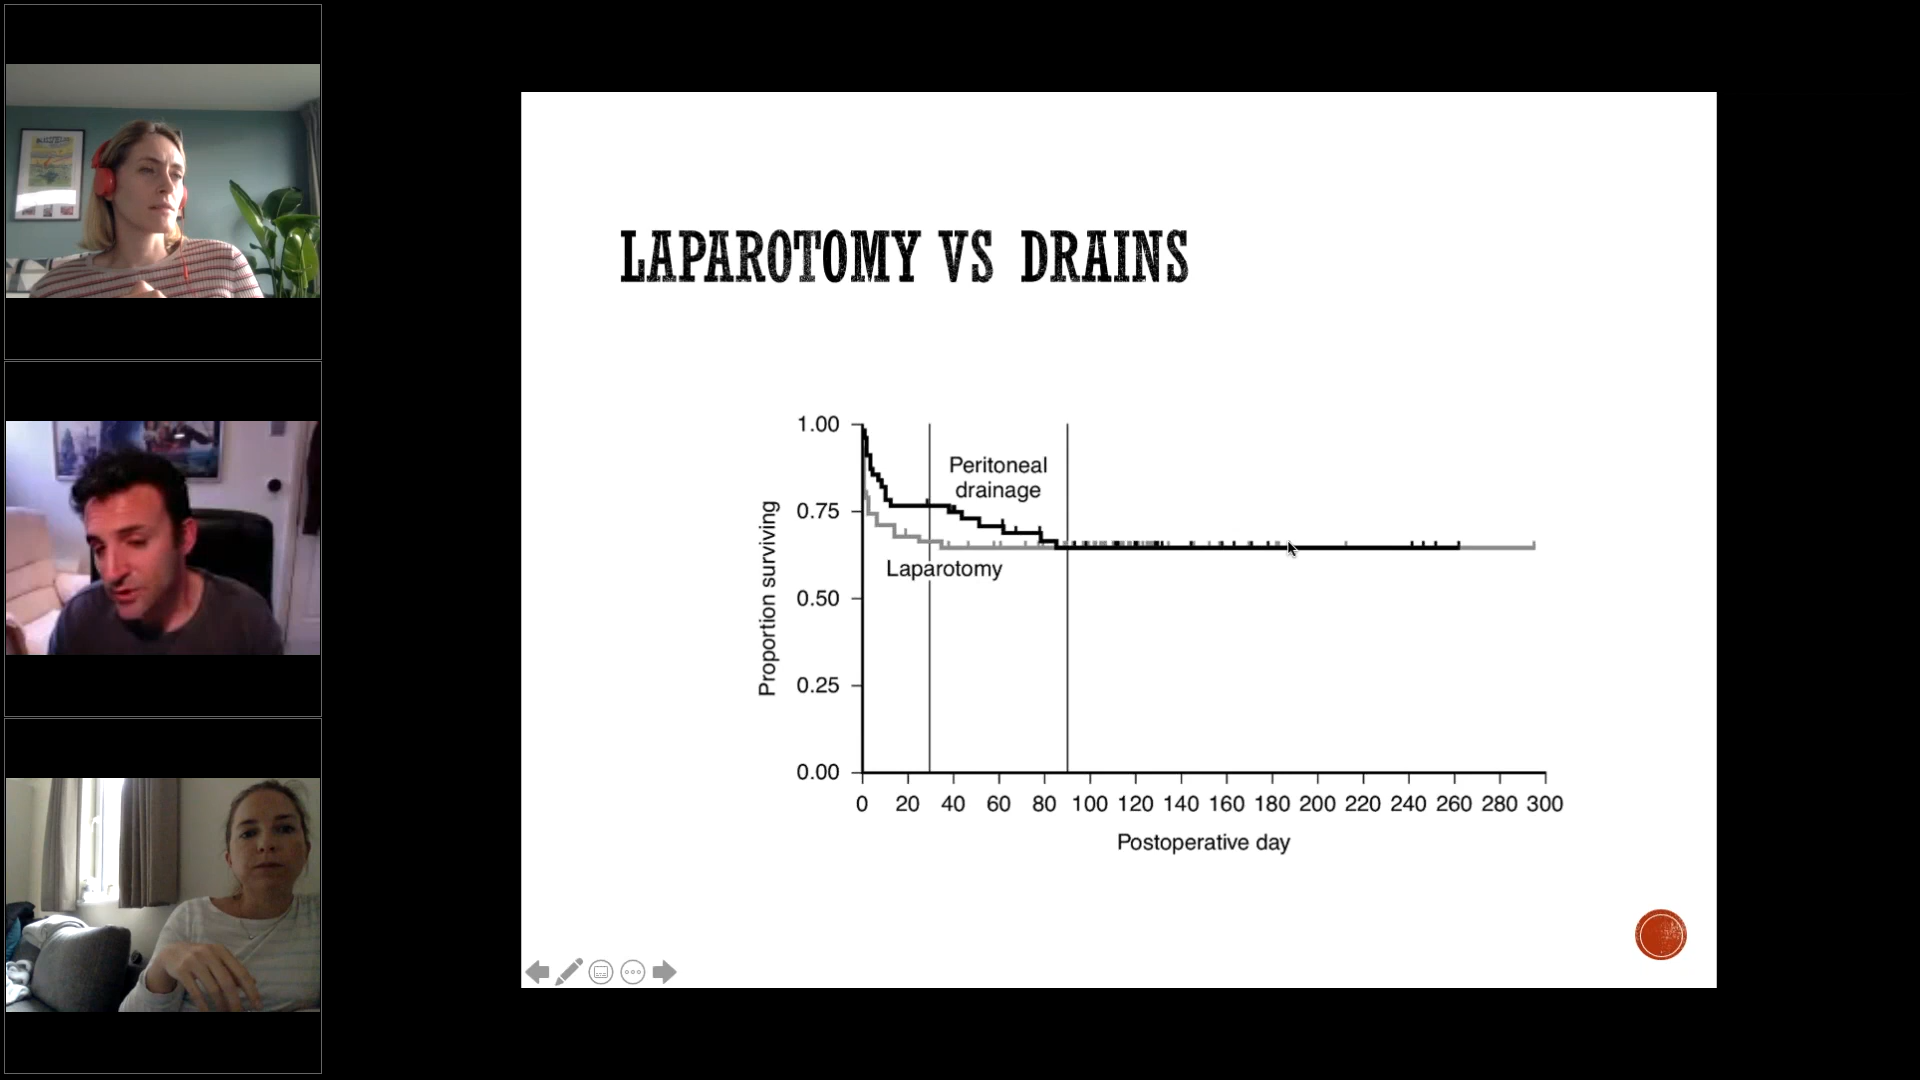 LAPAROTOMY VS DRAINS
1.00
0.75
0.50
0.25
0.00
Proportion surviving
Peritoneal
drainage
Laparotomy
0 20 40 60 80 100 120 140 160 180 200 220 240 260 280 300
Postoperative day